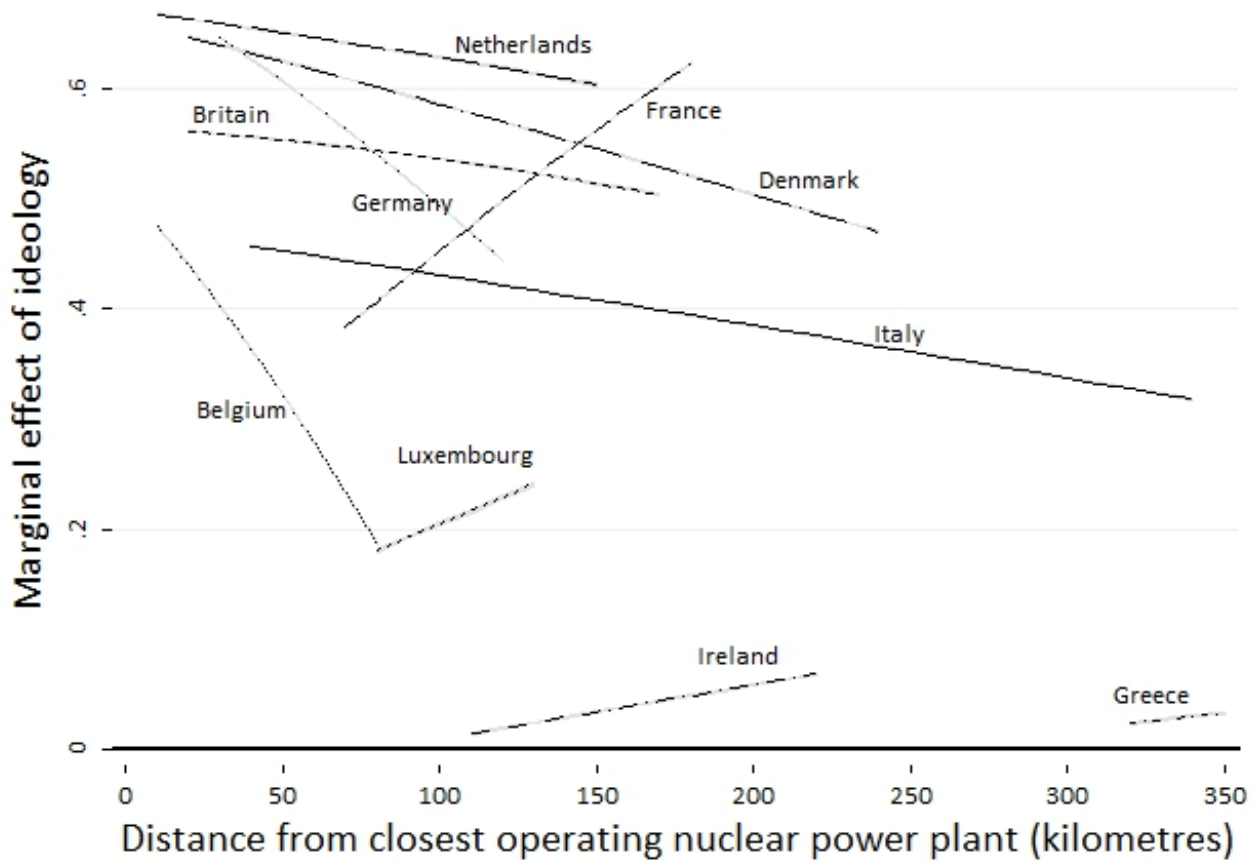 Netherlands
.6
Britain
France
Denmark
Germany
.4
Italy
Belgium
Luxembourg
.2
Ireland
Greece
0
0 50 100 150 200 250 300 350
Marginal effect of ideology
Distance from closest operating nuclear power plant (kilometres)